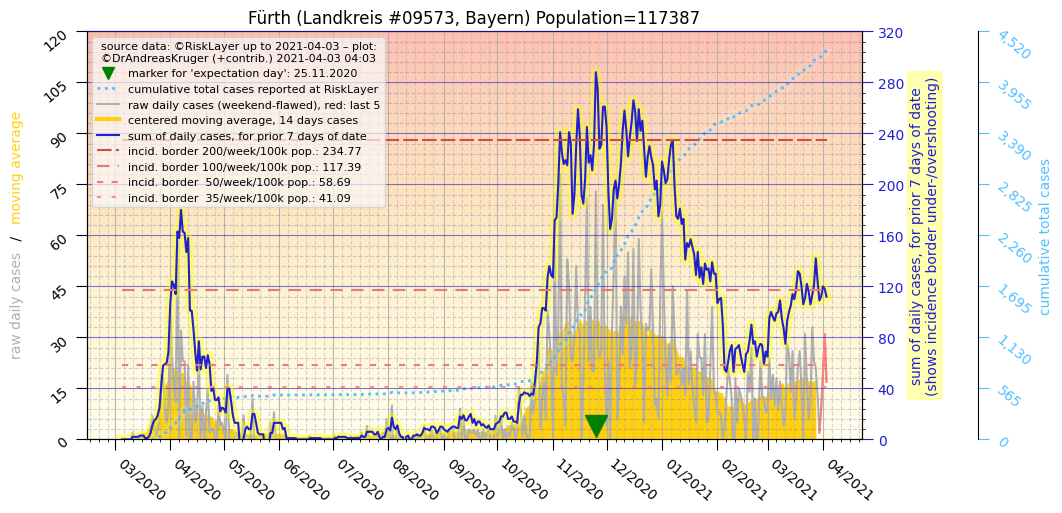 Fürth (Landkreis #09573, Bayern) Population=117387
source data: ©RiskLayer up to 2021-04-03 – plot:
©DrAndreasKruger (+contrib.) 2021-04-03 04:03
marker for 'expectation day': 25.11.2020
cumulative total cases reported at RiskLayer
raw daily cases (weekend-flawed), red: last 5
centered moving average, 14 days cases
sum of daily cases, for prior 7 days of date
incid. border 200/week/100k pop.: 234.77
incid. border 100/week/100k pop.: 117.39
incid. border  50/week/100k pop.: 58.69
incid. border  35/week/100k pop.: 41.09
raw daily cases  /  moving average
120
105
90
75
60
45
30
15
0
320
280
240
200
160
120
80
40
0
sum of daily cases, for prior 7 days of date
(shows incidence border under-/overshooting)
4,520
3,955
3,390
2,825
2,260
1,695
1,130
565
0
cumulative total cases
03/2020
04/2020
05/2020
06/2020
07/2020
08/2020
09/2020
10/2020
11/2020
12/2020
01/2021
02/2021
03/2021
04/2021